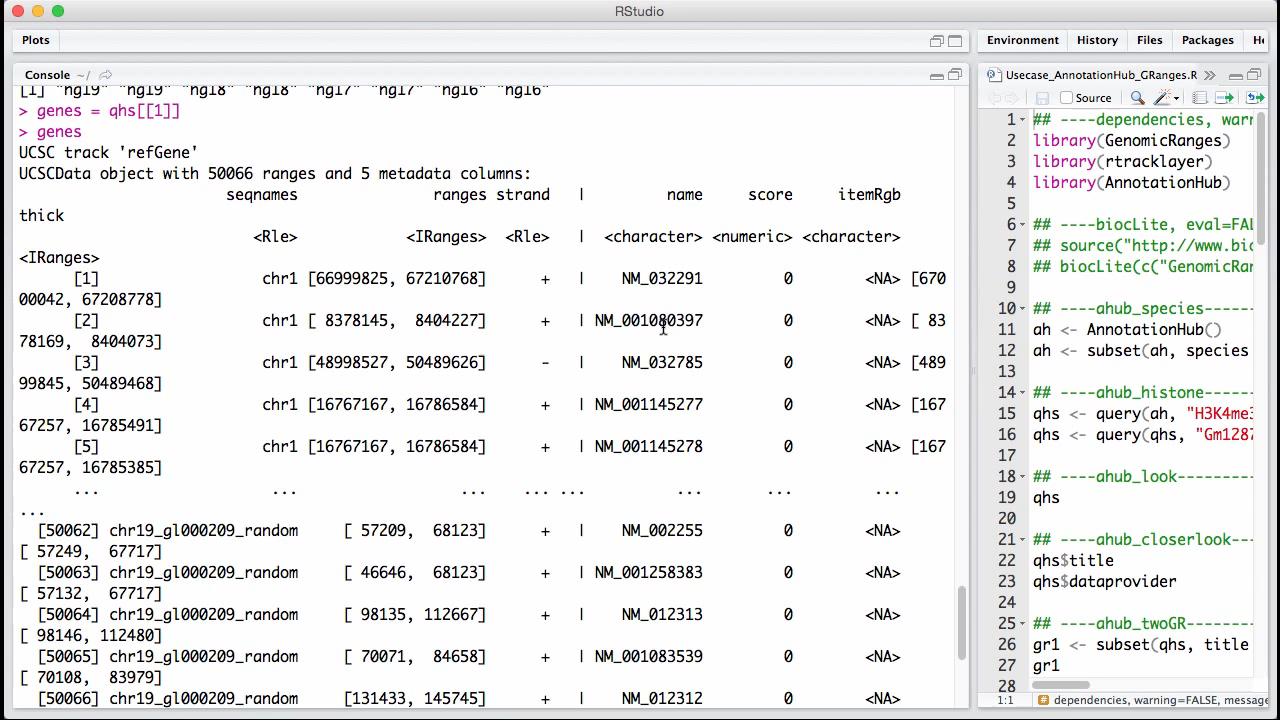 RStudio
Plots
Console ~/
[1] "hg19" "hg19" "hg18" "hg18" "hg17" "hg17" "hg16" "hg16"
> genes = qhs[[1]]
> genes
UCSC track 'refGene'
UCSCData object with 50066 ranges and 5 metadata columns:
seqnames ranges strand | name score itemRgb
thick
<Rle> <IRanges> <Rle> | <character> <numeric> <character>
<IRanges>
[1] chr1 [66999825, 67210768] + | NM_032291 0 <NA> [670
00042, 67208778]
[2] chr1 [ 8378145, 8404227] + | NM_001080397 0 <NA> [ 83
78169, 8404073]
[3] chr1 [48998527, 50489626] - | NM_032785 0 <NA> [489
99845, 50489468]
[4] chr1 [16767167, 16786584] + | NM_001145277 0 <NA> [167
67257, 16785491]
[5] chr1 [16767167, 16786584] + | NM_001145278 0 <NA> [167
67257, 16785385]
... ... ... ... ... ... ... ...
...
[50062] chr19_gl000209_random [ 57209, 68123] + | NM_002255 0 <NA>
[ 57249, 67717]
[50063] chr19_gl000209_random [ 46646, 68123] + | NM_001258383 0 <NA>
[ 57132, 67717]
[50064] chr19_gl000209_random [ 98135, 112667] + | NM_012313 0 <NA>
[ 98146, 112480]
[50065] chr19_gl000209_random [ 70071, 84658] + | NM_001083539 0 <NA>
[ 70108, 83979]
[50066] chr19_gl000209_random [131433, 145745] + | NM_012312 0 <NA>
Environment History Files Packages He
Usecase_AnnotationHub_GRanges.R
Source
1 ## ----dependencies, warn
2 library(GenomicRanges)
3 library(rtracklayer)
4 library(AnnotationHub)
5
6 ## ----biocLite, eval=FAL
7 ## source("http://www.bio
8 ## biocLite(c("GenomicRan
9
10 ## ----ahub_species------
11 ah <- AnnotationHub()
12 ah <- subset(ah, species
13
14 ## ----ahub_histone------
15 qhs <- query(ah, "H3K4me3
16 qhs <- query(qhs, "Gm1287
17
18 ## ----ahub_look---------
19 qhs
20
21 ## ----ahub_closerlook---
22 qhs$title
23 qhs$dataprovider
24
25 ## ----ahub_twoGR--------
26 gr1 <- subset(qhs, title
27 gr1
28
1:1 # dependencies, warning=FALSE, message